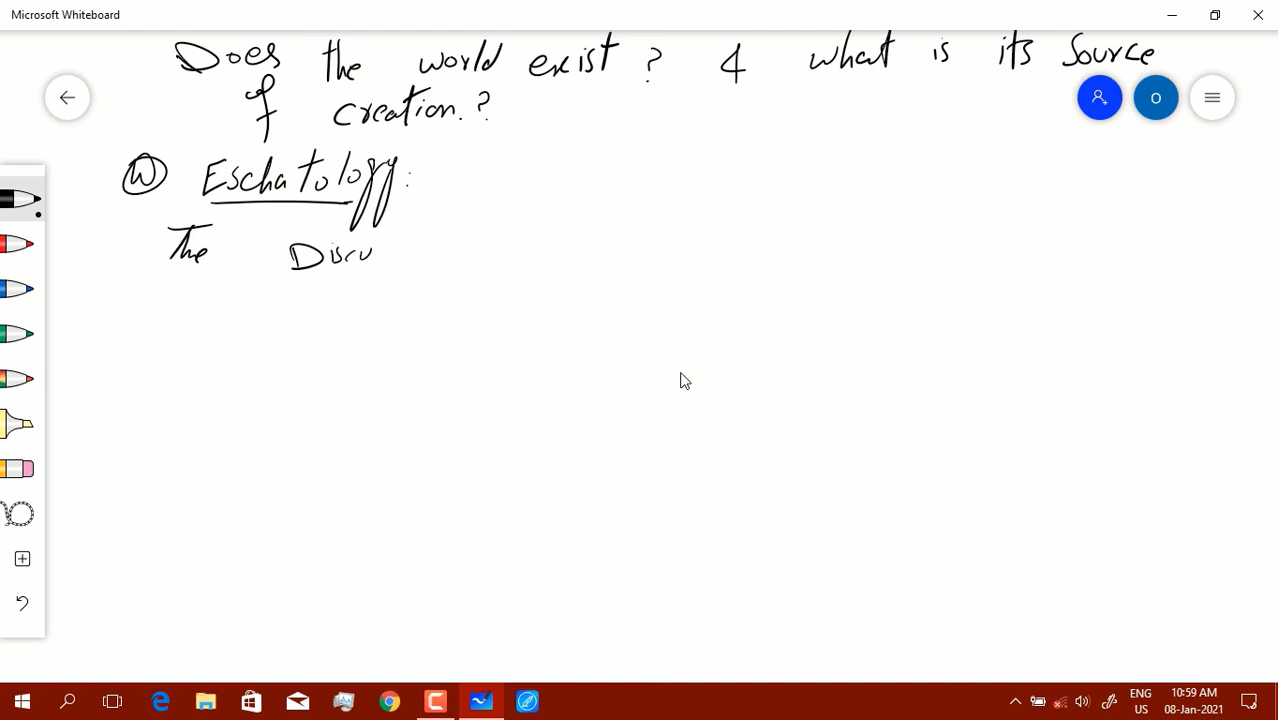 Microsoft Whiteboard
Does the world exist? & what is its Source
of creation.?
Eschatology:
The Discu
O
ENG
US
10:59 AM
08-Jan-2021